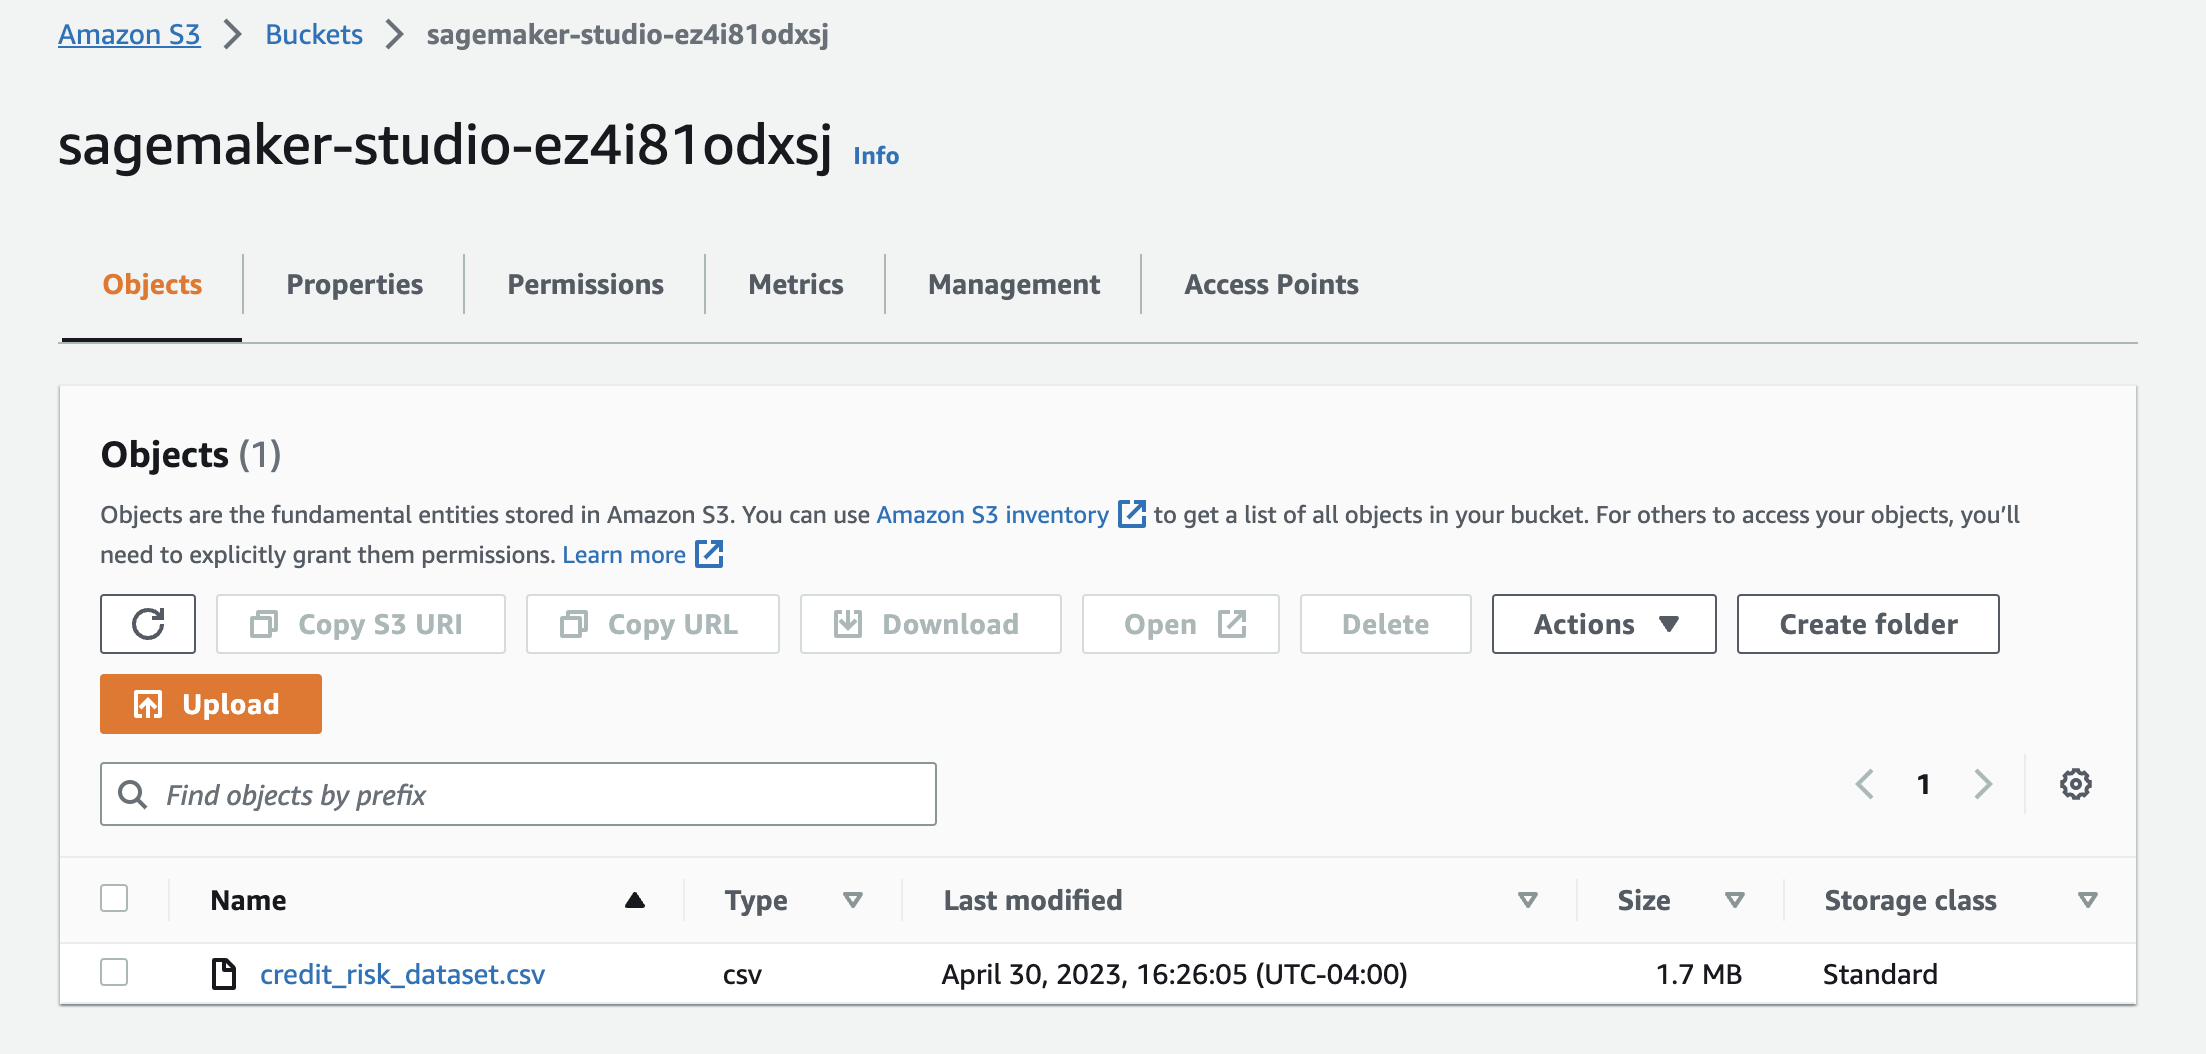 Amazon S3 > Buckets > sagemaker-studio-ez4i81odxsj
sagemaker-studio-ez4i81odxsj Info
Objects Properties Permissions Metrics Management Access Points
Objects (1)
Objects are the fundamental entities stored in Amazon S3. You can use Amazon S3 inventory to get a list of all objects in your bucket. For others to access your objects, you'll
need to explicitly grant them permissions. Learn more
Copy S3 URI Copy URL Download Open Delete Actions Create folder
Upload
Find objects by prefix
1
Name Type Last modified Size Storage class
credit_risk_dataset.csv csv April 30, 2023, 16:26:05 (UTC-04:00) 1.7 MB Standard